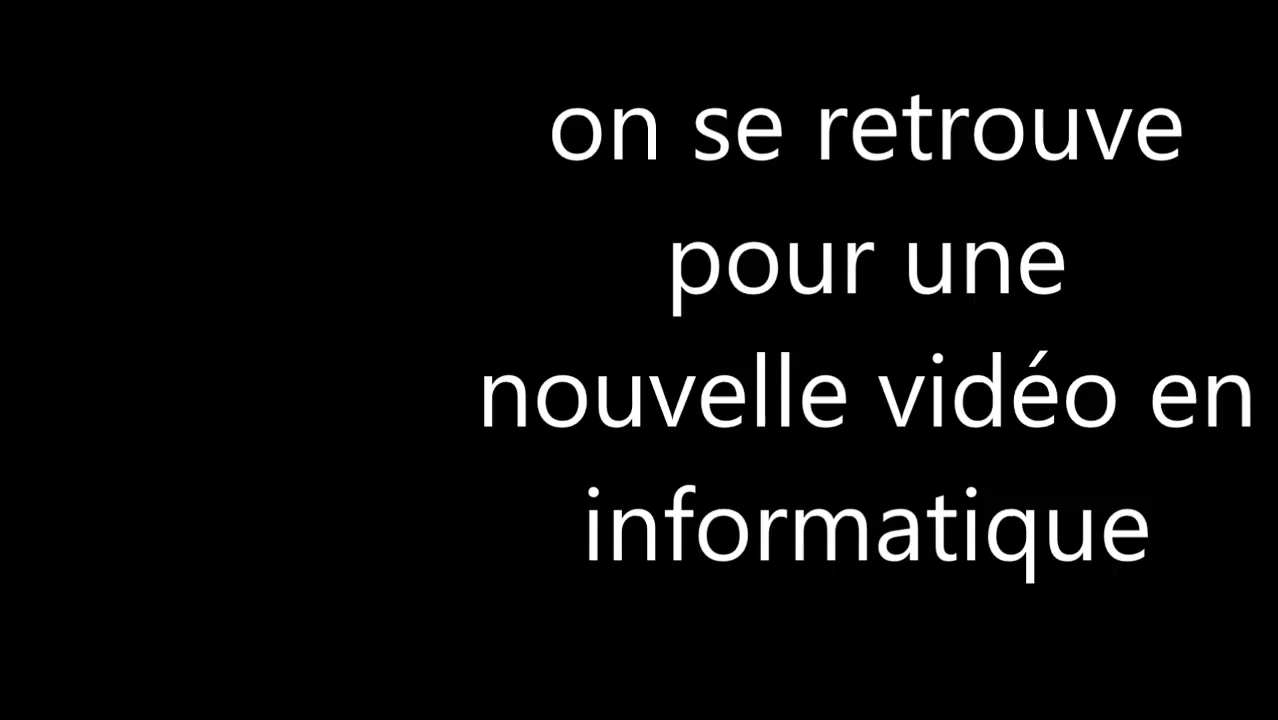 on se retrouve
pour une
nouvelle vidéo en
informatique